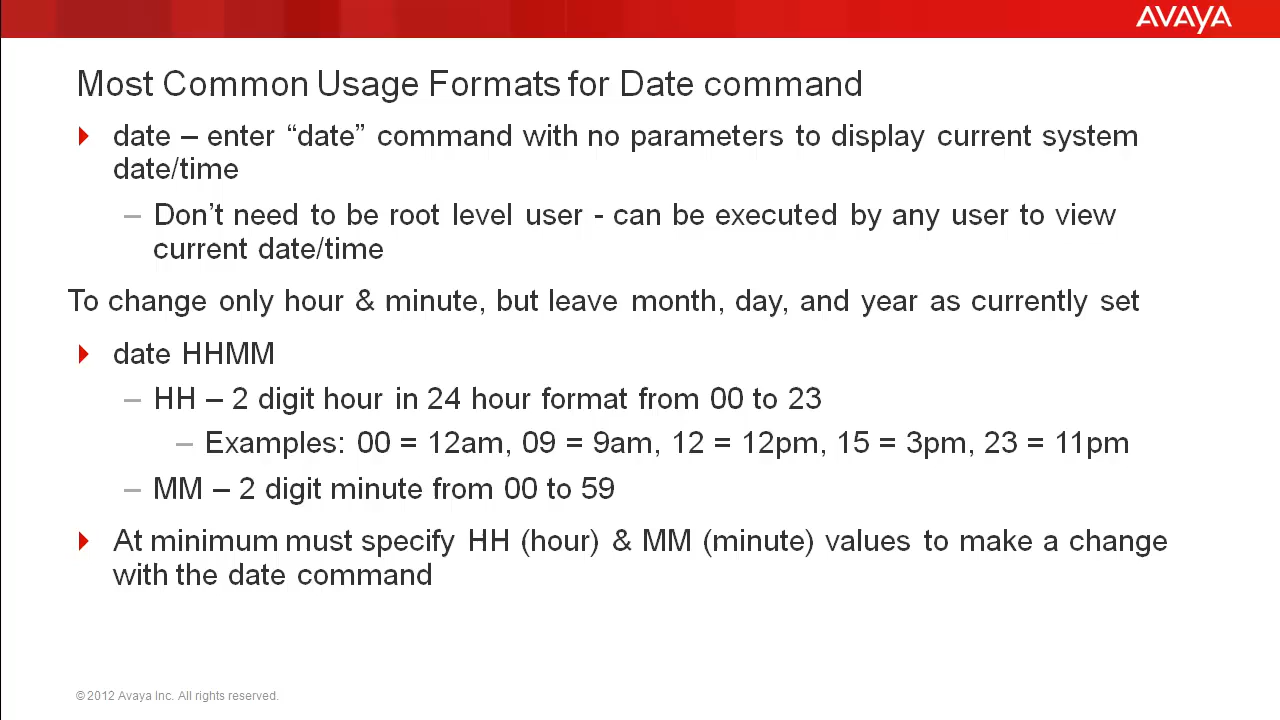 AVAYA
Most Common Usage Formats for Date command
date – enter “date” command with no parameters to display current system
date/time
– Don’t need to be root level user - can be executed by any user to view
current date/time
To change only hour & minute, but leave month, day, and year as currently set
date HHMM
– HH – 2 digit hour in 24 hour format from 00 to 23
– Examples: 00 = 12am, 09 = 9am, 12 = 12pm, 15 = 3pm, 23 = 11pm
– MM – 2 digit minute from 00 to 59
At minimum must specify HH (hour) & MM (minute) values to make a change
with the date command
© 2012 Avaya Inc. All rights reserved.